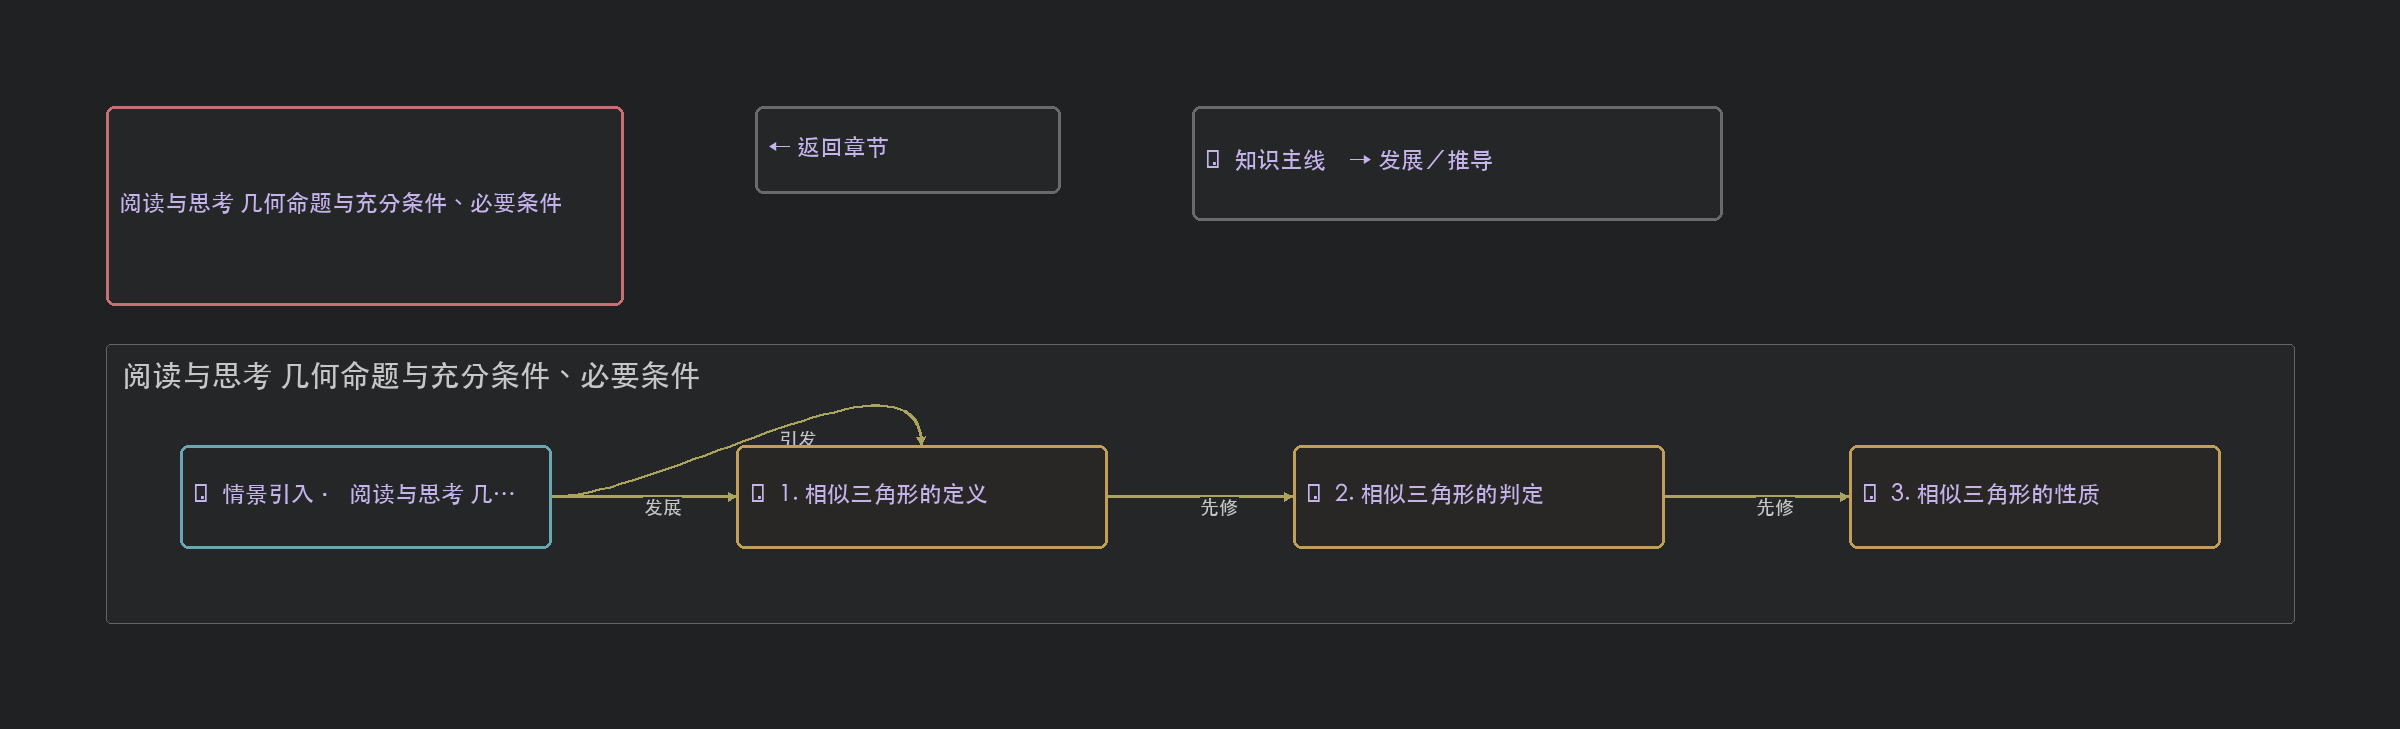 阅读与思考 几何命题与充分条件、必要条件
← 返回章节
知识主线 → 发展／推导
阅读与思考 几何命题与充分条件、必要条件
引发
情景引入 · 阅读与思考 几…
发展
1. 相似三角形的定义
先修
2. 相似三角形的判定
先修
3. 相似三角形的性质